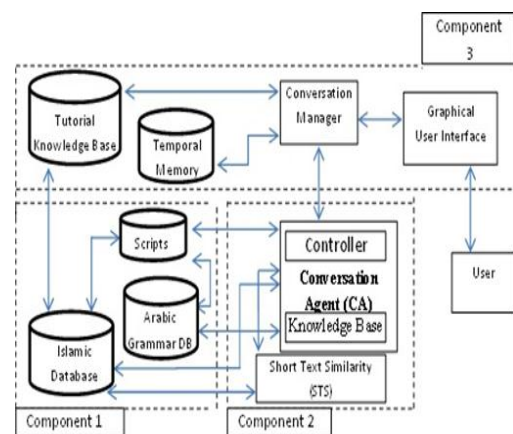 Component
3
Tutorial
Knowledge Base
Temporal
Memory
Conversation
Manager
Graphical
User Interface
Scripts
Arabic
Grammar DB
Islamic
Database
Controller
Conversation
Agent (CA)
Knowledge Base
Short Text Similarity
(STS)
User
Component 1
Component 2